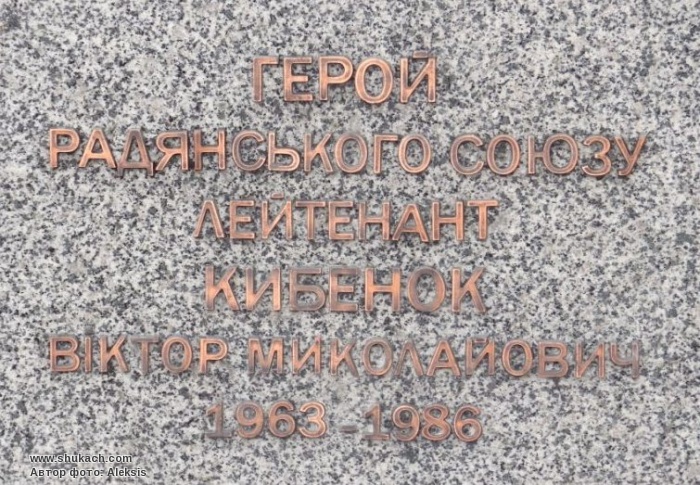 ГЕРОЙ
РАДЯНСЬКОГО СОЮЗУ
ЛЕЙТЕНАНТ
КИБЕНОК
ВІКТОР МИКОЛАЙОВИЧ
1963 - 1986
www.shukach.com
Автор фото: Aleksis